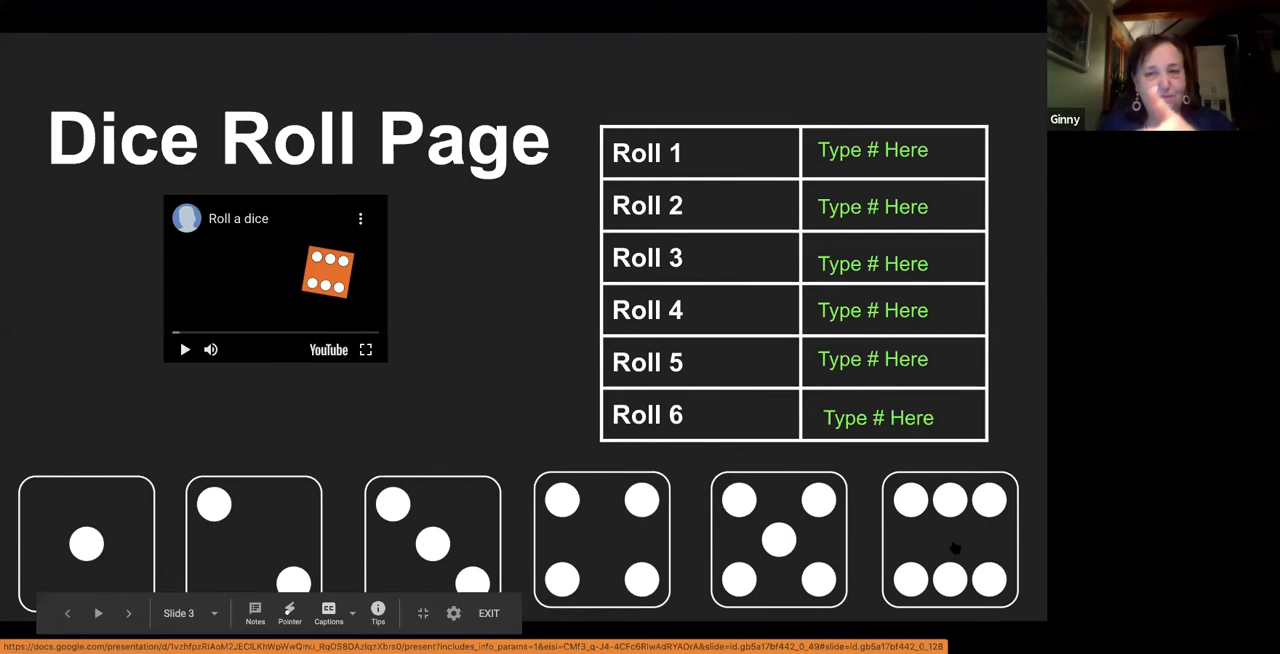 Ginny
Dice Roll Page
Roll a dice
YouTube
Roll 1 Type # Here
Roll 2 Type # Here
Roll 3 Type # Here
Roll 4 Type # Here
Roll 5 Type # Here
Roll 6 Type # Here
Slide 3
Notes
Pointer
CC
Captions
Tips
EXIT